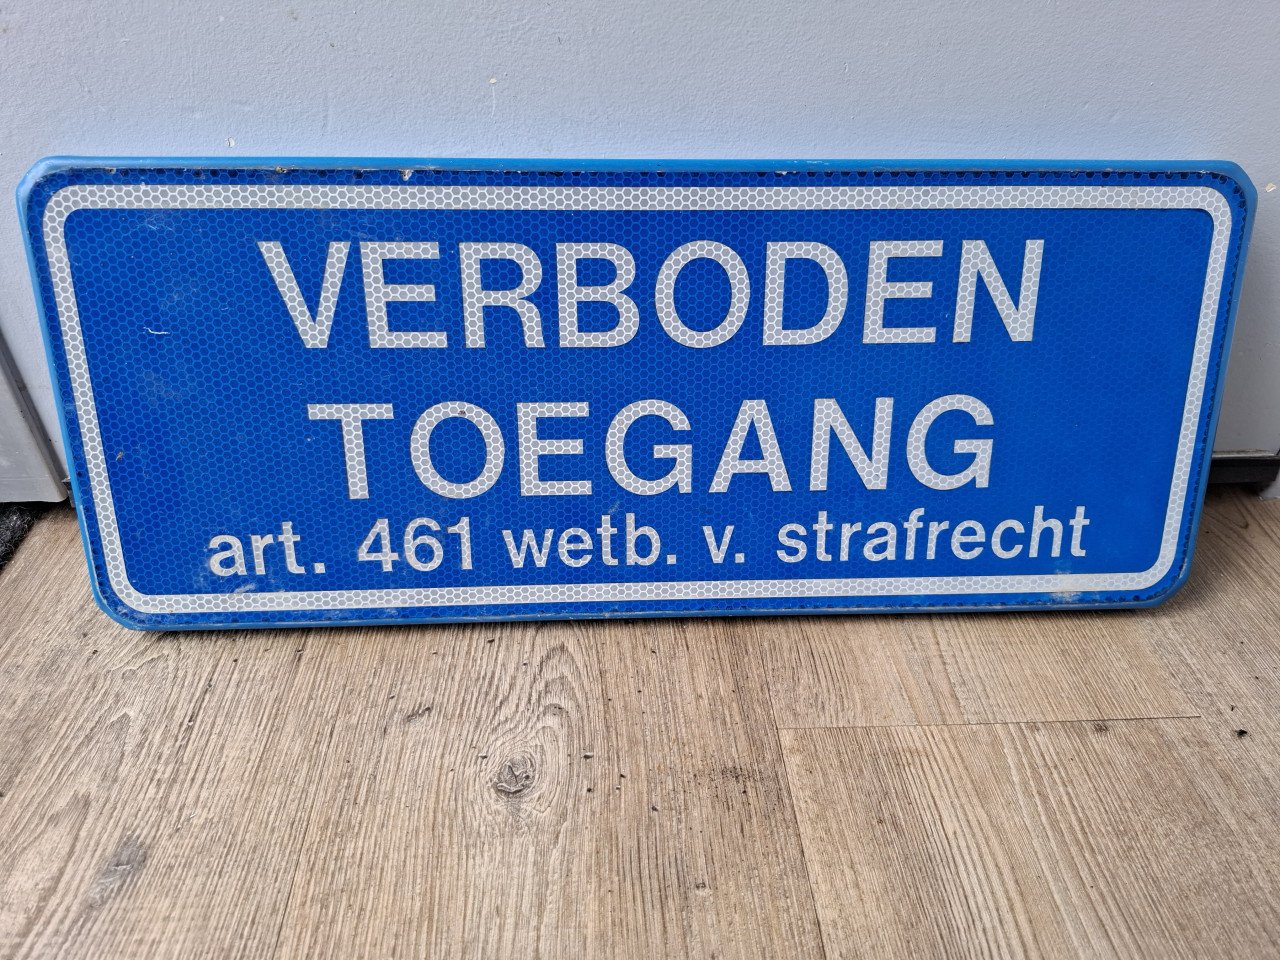 VERBODEN
TOEGANG
art. 461 wetb. v. strafrecht